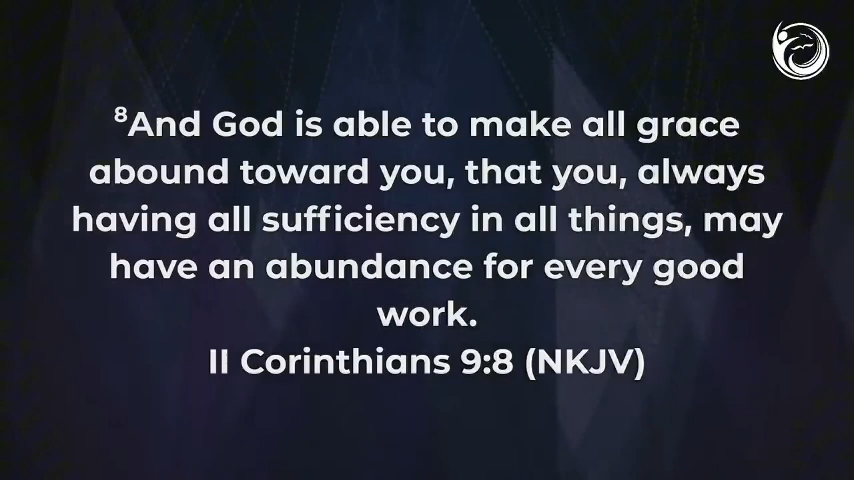 ⁸And God is able to make all grace
abound toward you, that you, always
having all sufficiency in all things, may
have an abundance for every good
work.
II Corinthians 9:8 (NKJV)